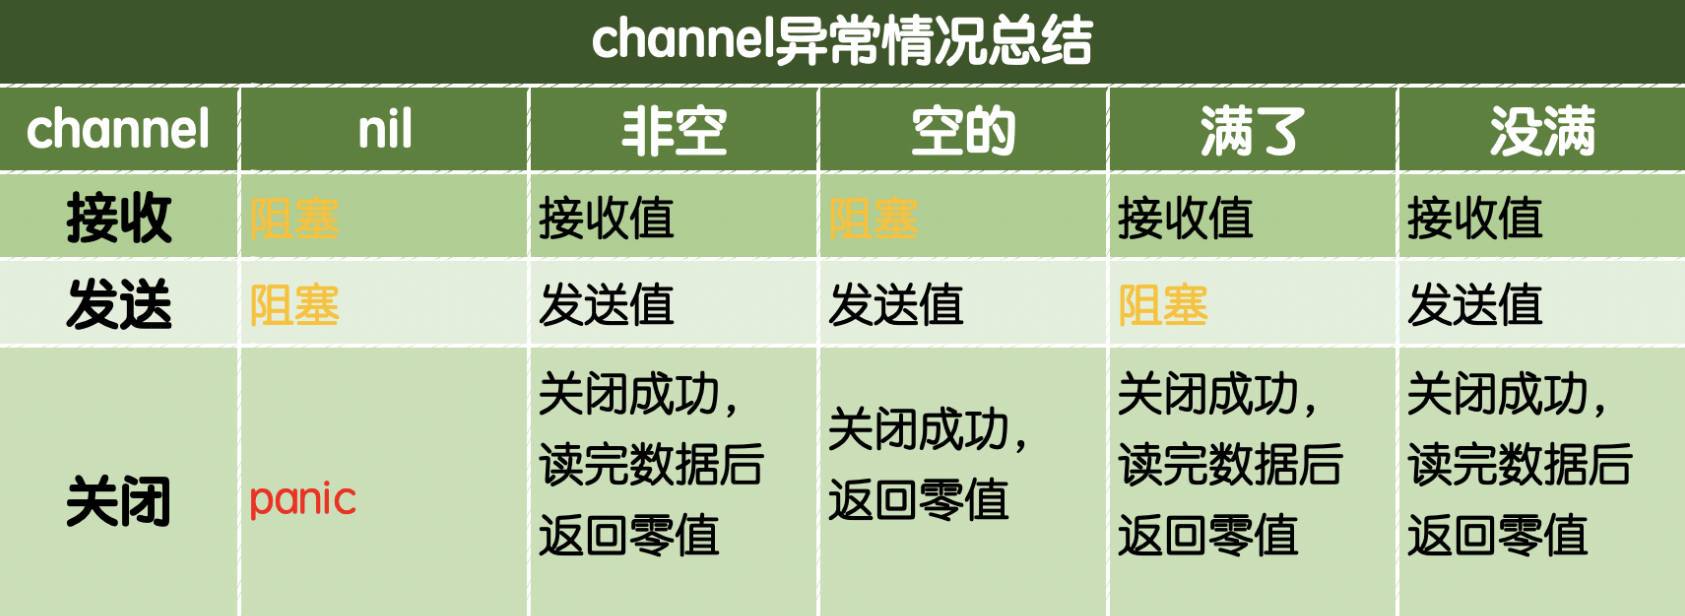 channel异常情况总结
channel nil 非空 空的 满了 没满
接收 阻塞 接收值 阻塞 接收值 接收值
发送 阻塞 发送值 发送值 阻塞 发送值
关闭 panic
关闭成功，
读完数据后
返回零值
关闭成功，
返回零值
关闭成功，
读完数据后
返回零值
关闭成功，
读完数据后
返回零值